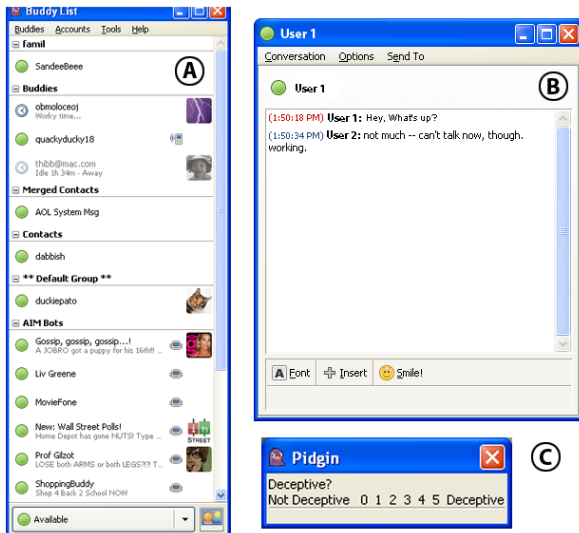 Buddy List
Buddies Accounts Tools Help
famil
SandeeBeee
A
Buddies
obmoloceoj
Worky time...
quackyducky18
thibb@mac.com
Idle 1h 34m - Away
Merged Contacts
AOL System Msg
Contacts
dabbish
** Default Group **
duckiepato
AIM Bots
Gossip, gossip, gossip...!
A JOBRO got a puppy for his 16th!! ...
Liv Greene
MovieFone
New: Wall Street Polls!
Home Depot has gone NUTS! Type ...
STREET
Prof Gilzot
LOSE both ARMS or both LEGS?!?! T...
ShoppingBuddy
Shop 4 Back 2 School NOW!
Available
User 1
Conversation Options Send To
User 1
B
(1:50:18 PM) User 1: Hey, What's up?
(1:50:34 PM) User 2: not much -- can't talk now, though.
working.
A Font Insert Smile!
Pidgin
C
Deceptive?
Not Deceptive 0 1 2 3 4 5 Deceptive